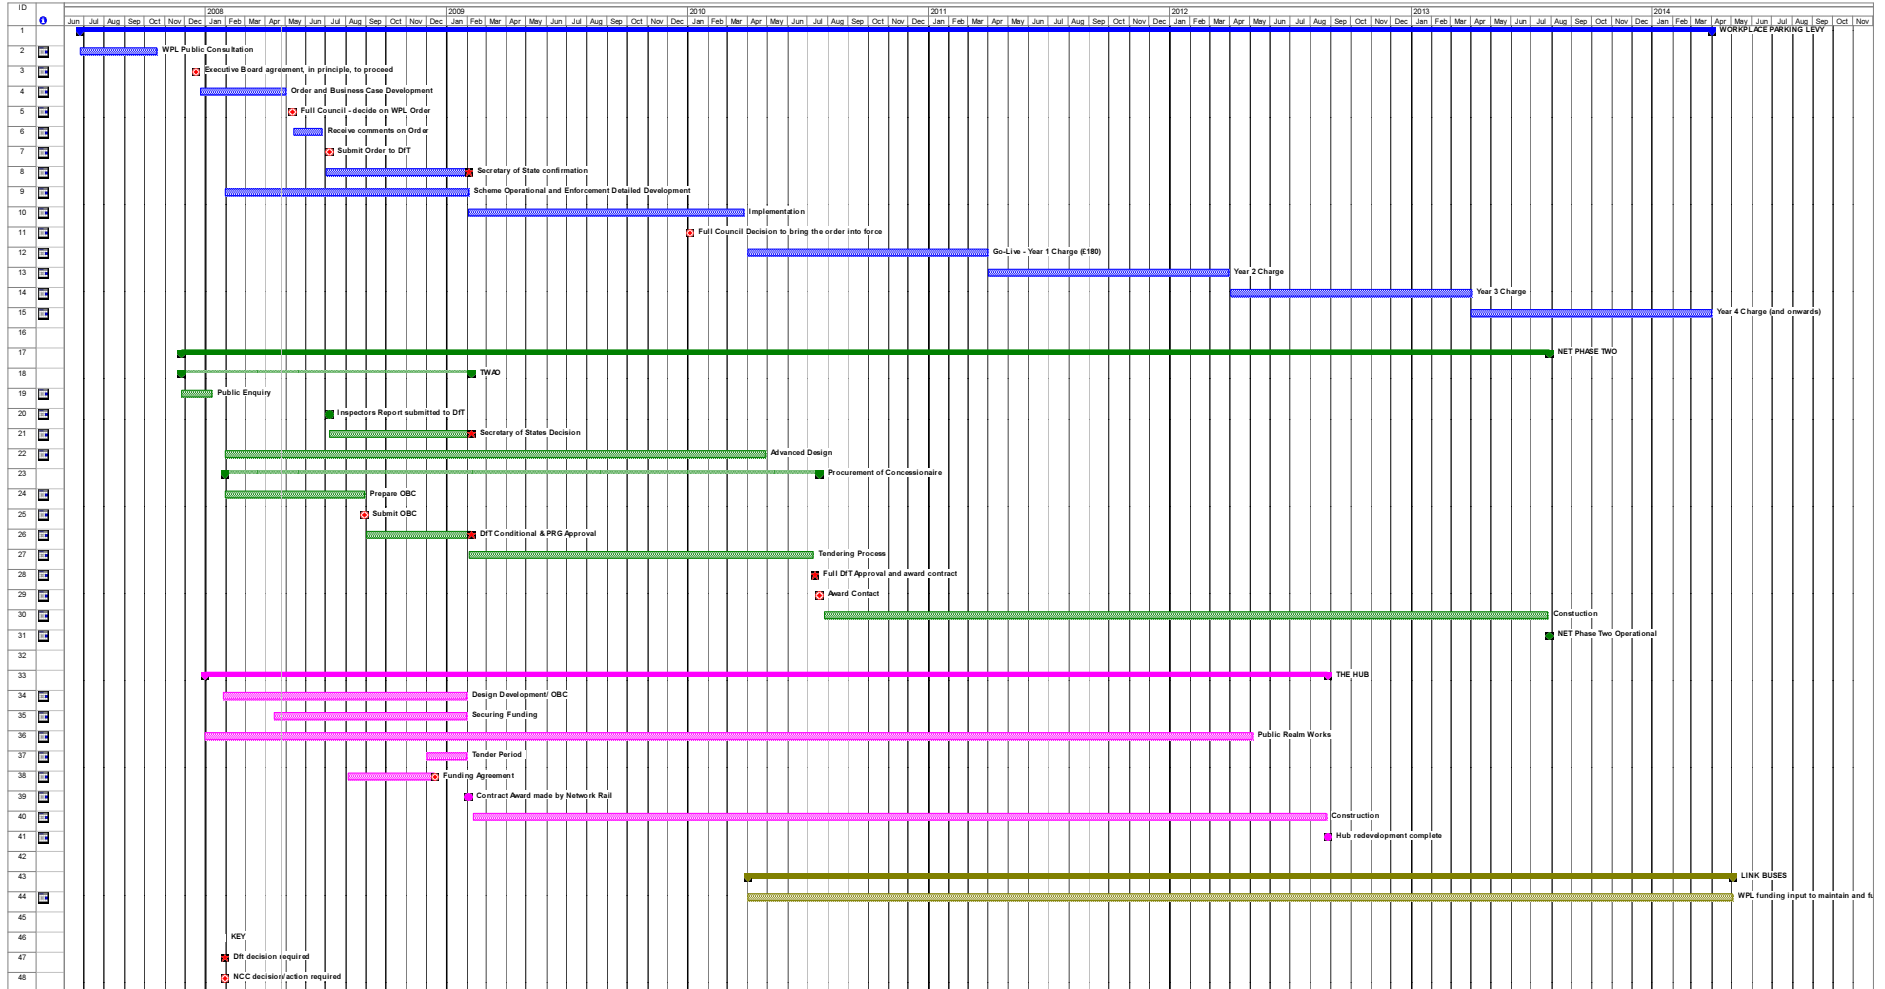 ID
2008 2009 2010 2011 2012 2013 2014
Jun Jul Aug Sep Oct Nov Dec Jan Feb Mar Apr May Jun Jul Aug Sep Oct Nov Dec Jan Feb Mar Apr May Jun Jul Aug Sep Oct Nov Dec Jan Feb Mar Apr May Jun Jul Aug Sep Oct Nov Dec Jan Feb Mar Apr May Jun Jul Aug Sep Oct Nov Dec Jan Feb Mar Apr May Jun Jul Aug Sep Oct Nov Dec Jan Feb Mar Apr May Jun Jul Aug Sep Oct Nov Dec Jan Feb Mar Apr May Jun Jul Aug Sep Oct Nov
1 WORKPLACE PARKING LEVY
2 WPL Public Consultation
3 Executive Board agreement, in principle, to proceed
4 Order and Business Case Development
5 Full Council - decide on WPL Order
6 Receive comments on Order
7 Submit Order to DfT
8 Secretary of State confirmation
9 Scheme Operational and Enforcement Detailed Development
10 Implementation
11 Full Council Decision to bring the order into force
12 Go-Live - Year 1 Charge (£180)
13 Year 2 Charge
14 Year 3 Charge
15 Year 4 Charge (and onwards)
16
17 NET PHASE TWO
18 TWAO
19 Public Enquiry
20 Inspectors Report submitted to DfT
21 Secretary of States Decision
22 Advanced Design
23 Procurement of Concessionaire
24 Prepare OBC
25 Submit OBC
26 DfT Conditional & PRG Approval
27 Tendering Process
28 Full DfT Approval and award contract
29 Award Contact
30 Constuction
31 NET Phase Two Operational
32
33 THE HUB
34 Design Development/ OBC
35 Securing Funding
36 Public Realm Works
37 Tender Period
38 Funding Agreement
39 Contract Award made by Network Rail
40 Construction
41 Hub redevelopment complete
42
43 LINK BUSES
44 WPL funding input to maintain and fu
45
46 KEY
47 Dft decision required
48 NCC decision/action required